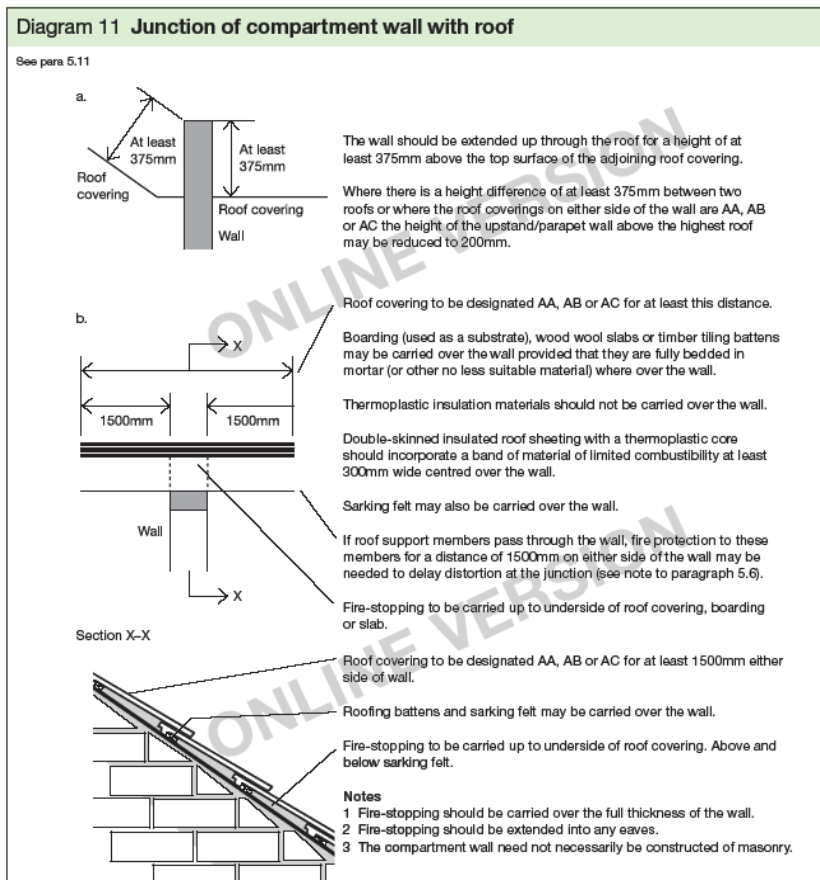 Diagram 11 Junction of compartment wall with roof
See para 5.11
a.
At least
375mm
At least
375mm
Roof
covering
Roof covering
Wall
The wall should be extended up through the roof for a height of at
least 375mm above the top surface of the adjoining roof covering.
Where there is a height difference of at least 375mm between two
roofs or where the roof coverings on either side of the wall are AA, AB
or AC the height of the upstand/parapet wall above the highest roof
may be reduced to 200mm.
b.
X
1500mm
1500mm
Wall
X
Roof covering to be designated AA, AB or AC for at least this distance.
Boarding (used as a substrate), wood wool slabs or timber tiling battens
may be carried over the wall provided that they are fully bedded in
mortar (or other no less suitable material) where over the wall.
Thermoplastic insulation materials should not be carried over the wall.
Double-skinned insulated roof sheeting with a thermoplastic core
should incorporate a band of material of limited combustibility at least
300mm wide centred over the wall.
Sarking felt may also be carried over the wall.
If roof support members pass through the wall, fire protection to these
members for a distance of 1500mm on either side of the wall may be
needed to delay distortion at the junction (see note to paragraph 5.6).
Fire-stopping to be carried up to underside of roof covering, boarding
or slab.
Section X–X
Roof covering to be designated AA, AB or AC for at least 1500mm either
side of wall.
Roofing battens and sarking felt may be carried over the wall.
Fire-stopping to be carried up to underside of roof covering. Above and
below sarking felt.
Notes
1 Fire-stopping should be carried over the full thickness of the wall.
2 Fire-stopping should be extended into any eaves.
3 The compartment wall need not necessarily be constructed of masonry.
ONLINE VERSION
ONLINE VERSION